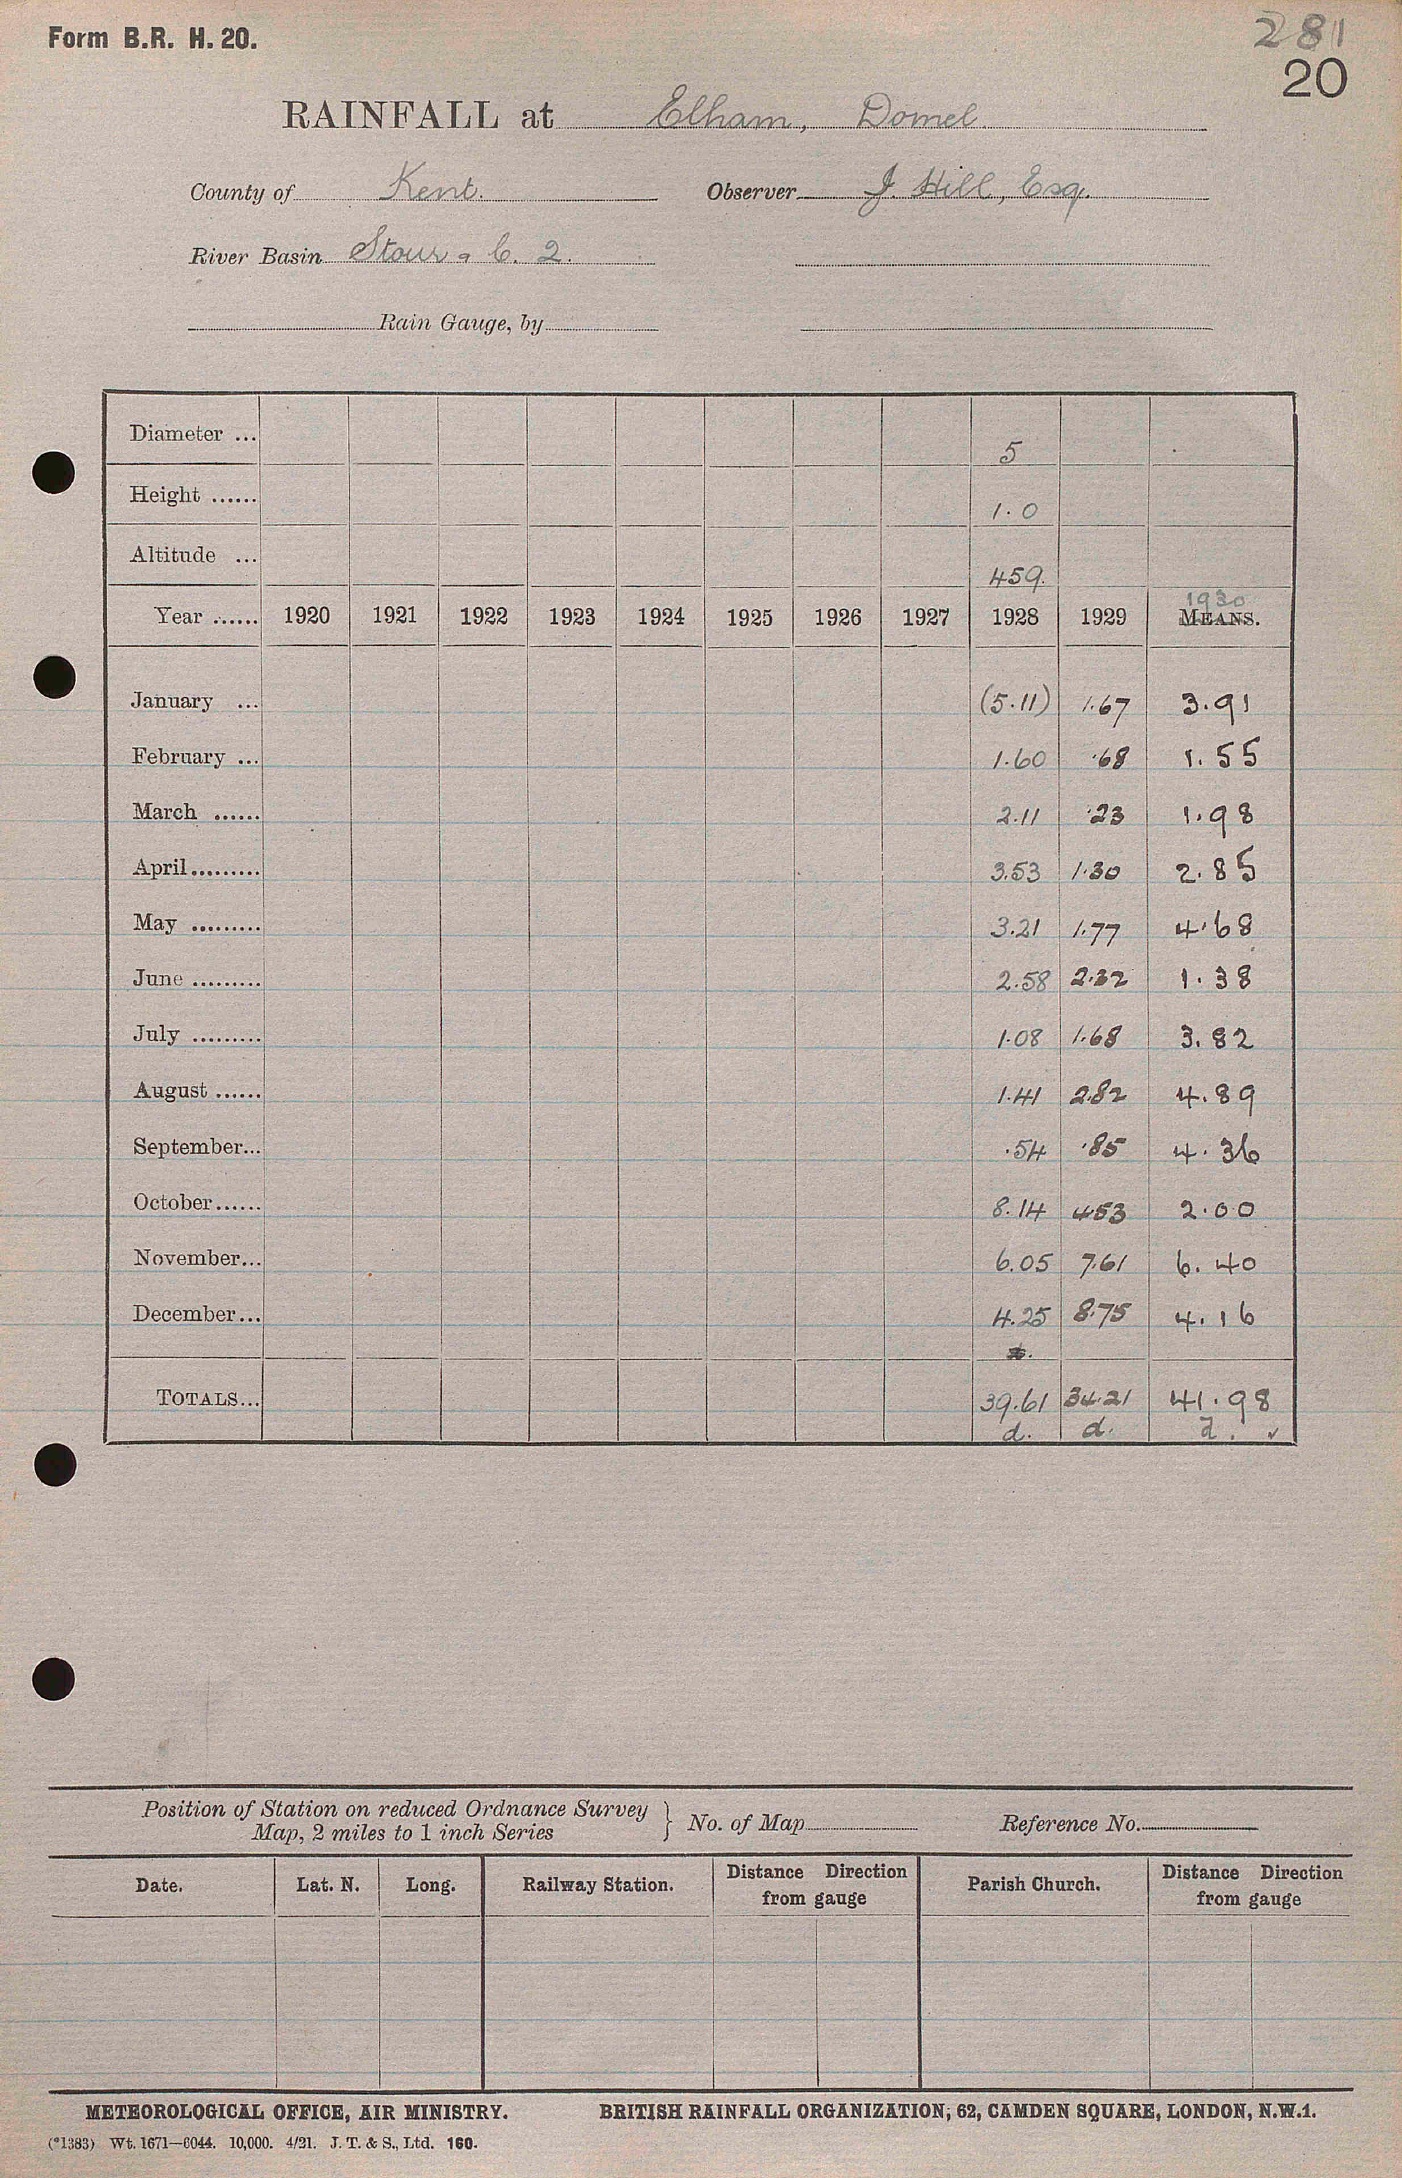 Form B.R. H. 20.
281
20
RAINFALL at Elham, Domel.
County of Kent. Observer J. Hill, Esq.
River Basin Stour - C. 2.
Rain Gauge, by
Diameter ... 5
Height ...... 1.0
Altitude ... 459.
1930
Year ...... 1920 1921 1922 1923 1924 1925 1926 1927 1928 1929 MEANS.
January ... (5.11) 1.67 3.91
February ... 1.60 .68 1.55
March ...... 2.11 .23 1.98
April......... 3.53 1.30 2.85
May ......... 3.21 1.77 4.68
June ......... 2.58 2.32 1.38
July ......... 1.08 1.68 3.82
August ...... 1.41 2.82 4.89
September... .54 .85 4.36
October...... 8.14 4.53 2.00
November... 6.05 7.61 6.40
December... 4.25 8.75 4.16
TOTALS... 39.61 34.21 41.98
d. d. d. ✓
Position of Station on reduced Ordnance Survey
Map, 2 miles to 1 inch Series } No. of Map Reference No.
Date. Lat. N. Long. Railway Station. Distance Direction from gauge Parish Church. Distance Direction from gauge
METEOROLOGICAL OFFICE, AIR MINISTRY. BRITISH RAINFALL ORGANIZATION, 62, CAMDEN SQUARE, LONDON, N.W.1.
(*1383) Wt. 1671—6044. 10,000. 4/21. J. T. & S., Ltd. 160.